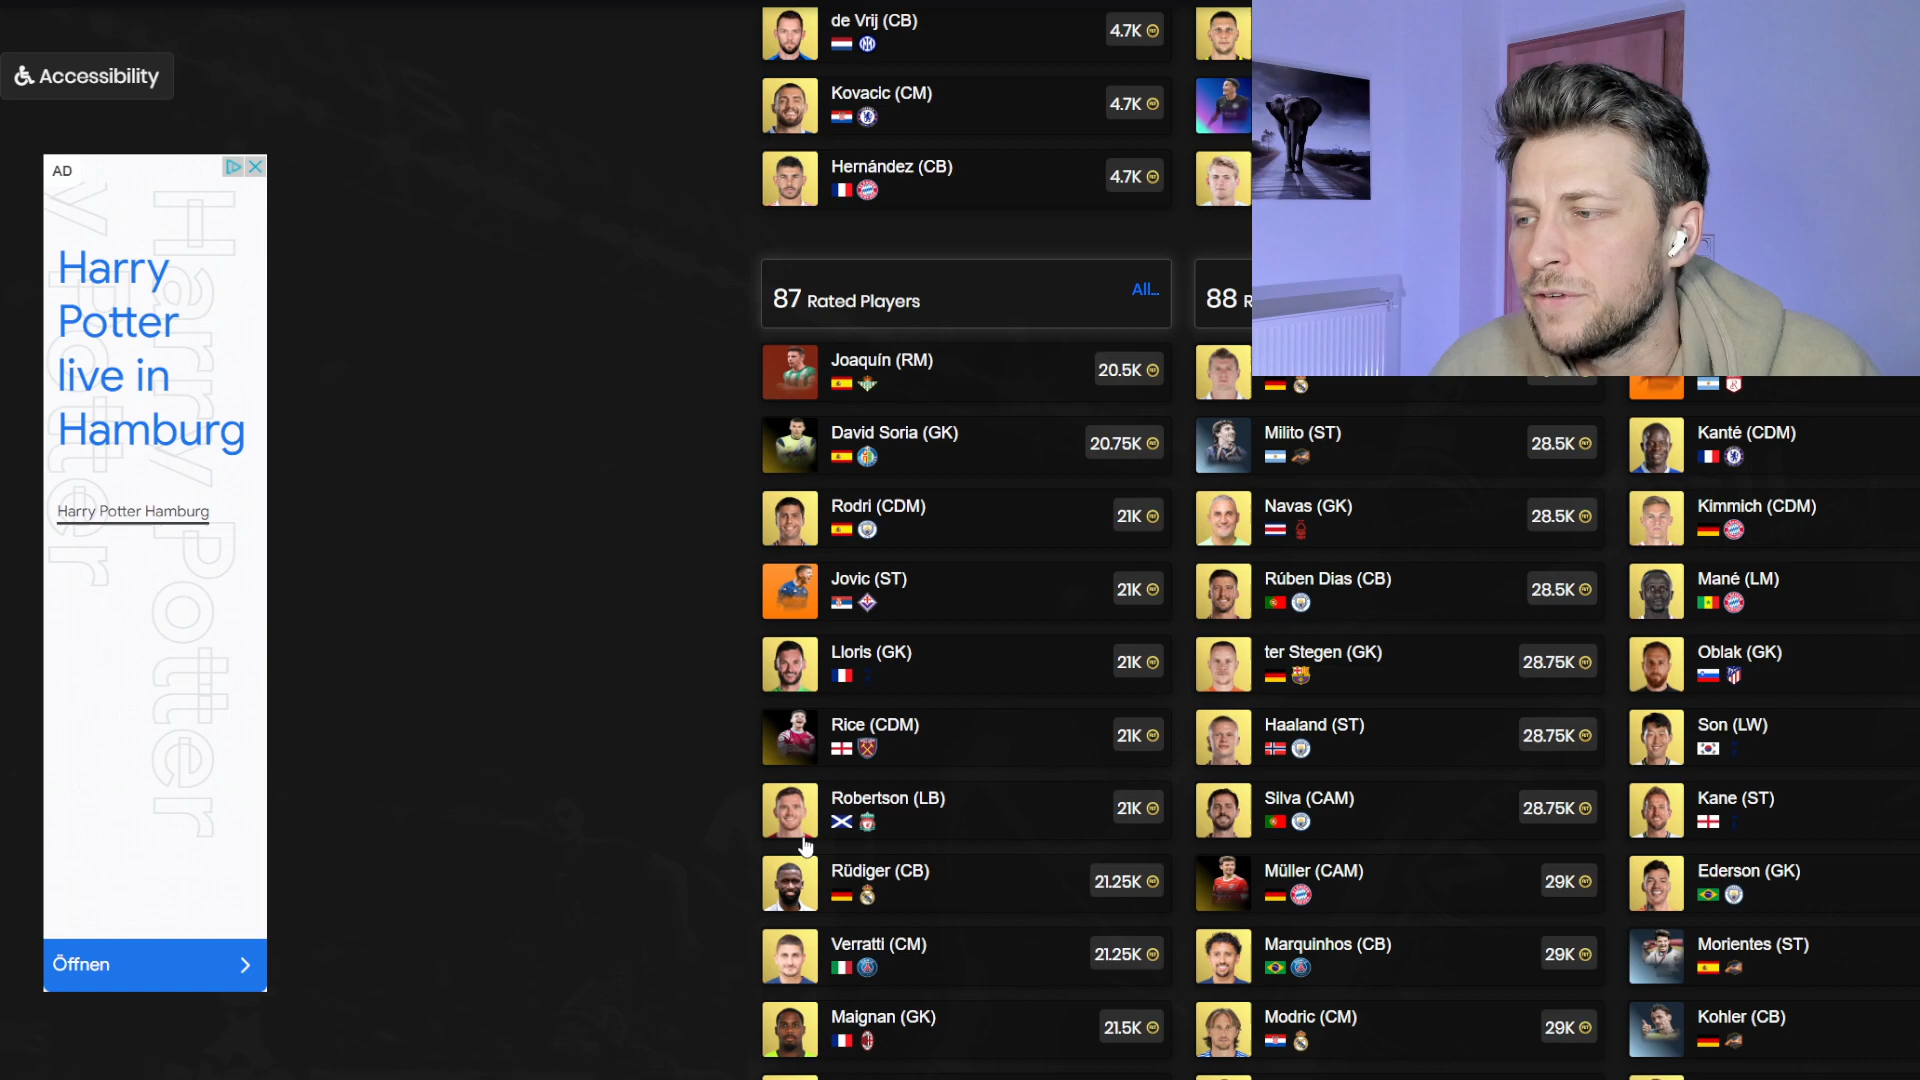 Accessibility
AD
Harry
Potter
live in
Hamburg
Harry Potter Hamburg
Öffnen
de Vrij (CB)
4.7K
Kovacic (CM)
4.7K
Hernández (CB)
4.7K
87 Rated Players
All...
Joaquín (RM)
20.5K
David Soria (GK)
20.75K
Rodri (CDM)
21K
Jovic (ST)
21K
Lloris (GK)
21K
Rice (CDM)
21K
Robertson (LB)
21K
Rüdiger (CB)
21.25K
Verratti (CM)
21.25K
Maignan (GK)
21.5K
88 R
Milito (ST)
28.5K
Navas (GK)
28.5K
Rúben Dias (CB)
28.5K
ter Stegen (GK)
28.75K
Haaland (ST)
28.75K
Silva (CAM)
28.75K
Müller (CAM)
29K
Marquinhos (CB)
29K
Modric (CM)
29K
Kanté (CDM)
Kimmich (CDM)
Mané (LM)
Oblak (GK)
Son (LW)
Kane (ST)
Ederson (GK)
Morientes (ST)
Kohler (CB)